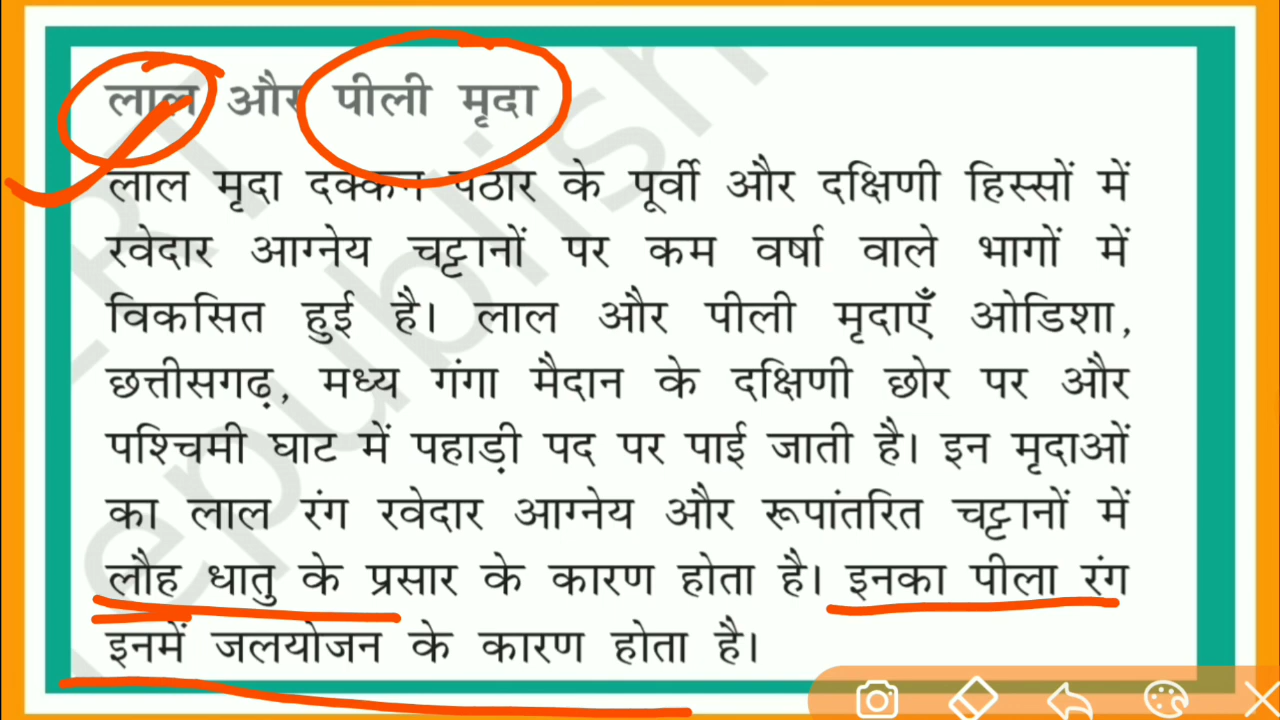 लाल और पीली मृदा
लाल मृदा दक्कन पठार के पूर्वी और दक्षिणी हिस्सों में
रवेदार आग्नेय चट्टानों पर कम वर्षा वाले भागों में
विकसित हुई है। लाल और पीली मृदाएँ ओडिशा,
छत्तीसगढ़, मध्य गंगा मैदान के दक्षिणी छोर पर और
पश्चिमी घाट में पहाड़ी पद पर पाई जाती है। इन मृदाओं
का लाल रंग रवेदार आग्नेय और रूपांतरित चट्टानों में
लौह धातु के प्रसार के कारण होता है। इनका पीला रंग
इनमें जलयोजन के कारण होता है।